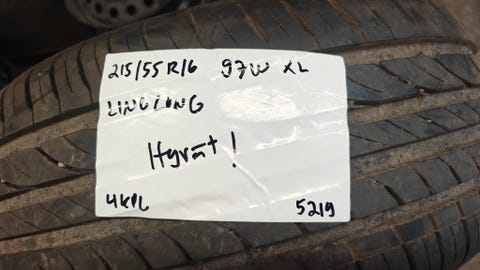 215/55 R16 97W XL
LINGLONG
Hyvät!
4KPL 5219